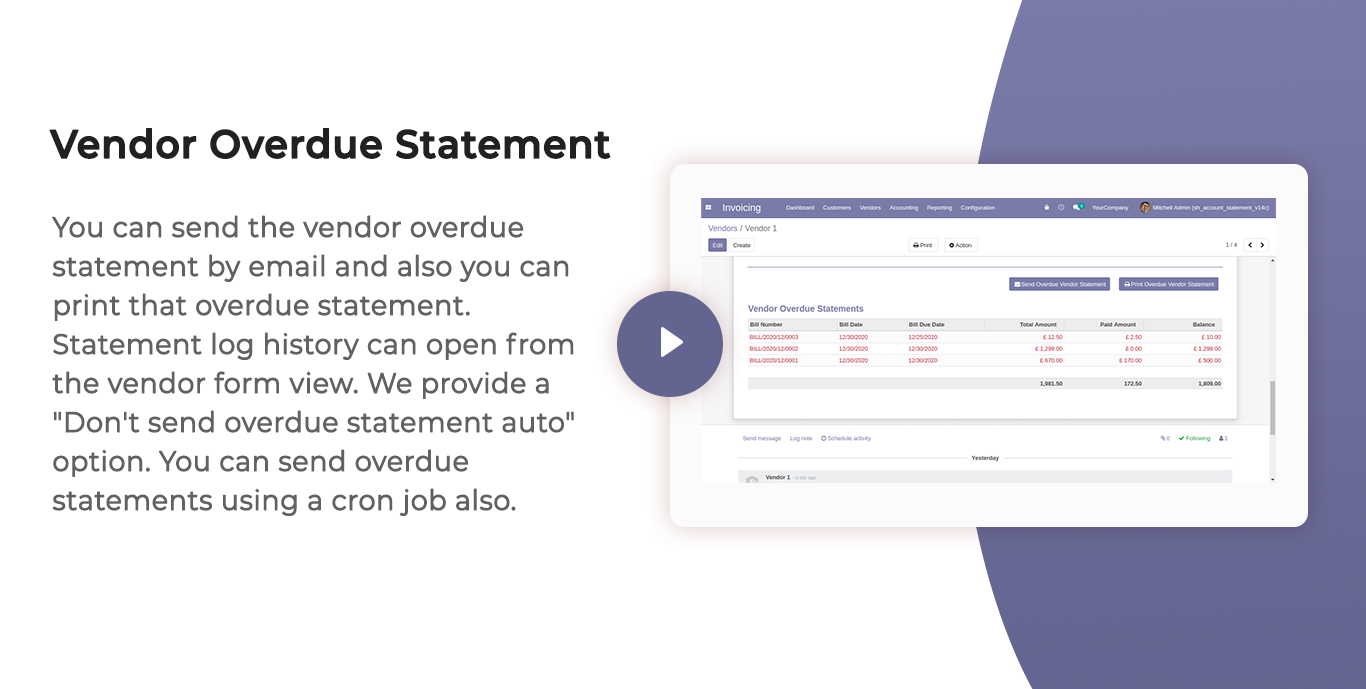 Vendor Overdue Statement
You can send the vendor overdue
statement by email and also you can
print that overdue statement.
Statement log history can open from
the vendor form view. We provide a
"Don't send overdue statement auto"
option. You can send overdue
statements using a cron job also.
Invoicing Dashboard Customers Vendors Accounting Reporting Configuration YourCompany Mitchell Admin (sh_account_statement_v14c)
Vendors / Vendor 1
Edit Create Print Action 1 / 4
Send Overdue Vendor Statement Print Overdue Vendor Statement
Vendor Overdue Statements
Bill Number Bill Date Bill Due Date Total Amount Paid Amount Balance
BILL/2020/12/0003 12/30/2020 12/25/2020 £ 12.50 £ 2.50 £ 10.00
BILL/2020/12/0002 12/30/2020 12/30/2020 £ 1,299.00 £ 0.00 £ 1,299.00
BILL/2020/12/0001 12/30/2020 12/30/2020 £ 670.00 £ 170.00 £ 500.00
1,981.50 172.50 1,809.00
Send message Log note Schedule activity 0 Following 1
Yesterday
Vendor 1 - a day ago